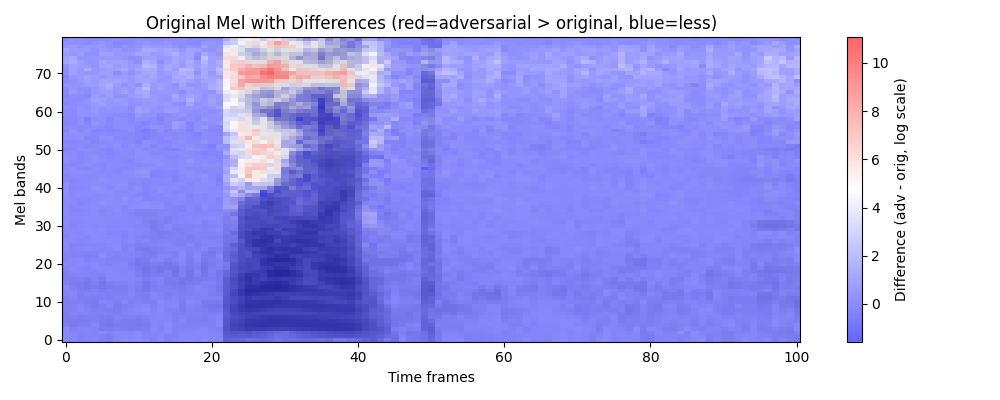 Original Mel with Differences (red=adversarial > original, blue=less)
Mel bands
70
60
50
40
30
20
10
0
0 20 40 60 80 100
Time frames
10
8
6
4
2
0
Difference (adv - orig, log scale)